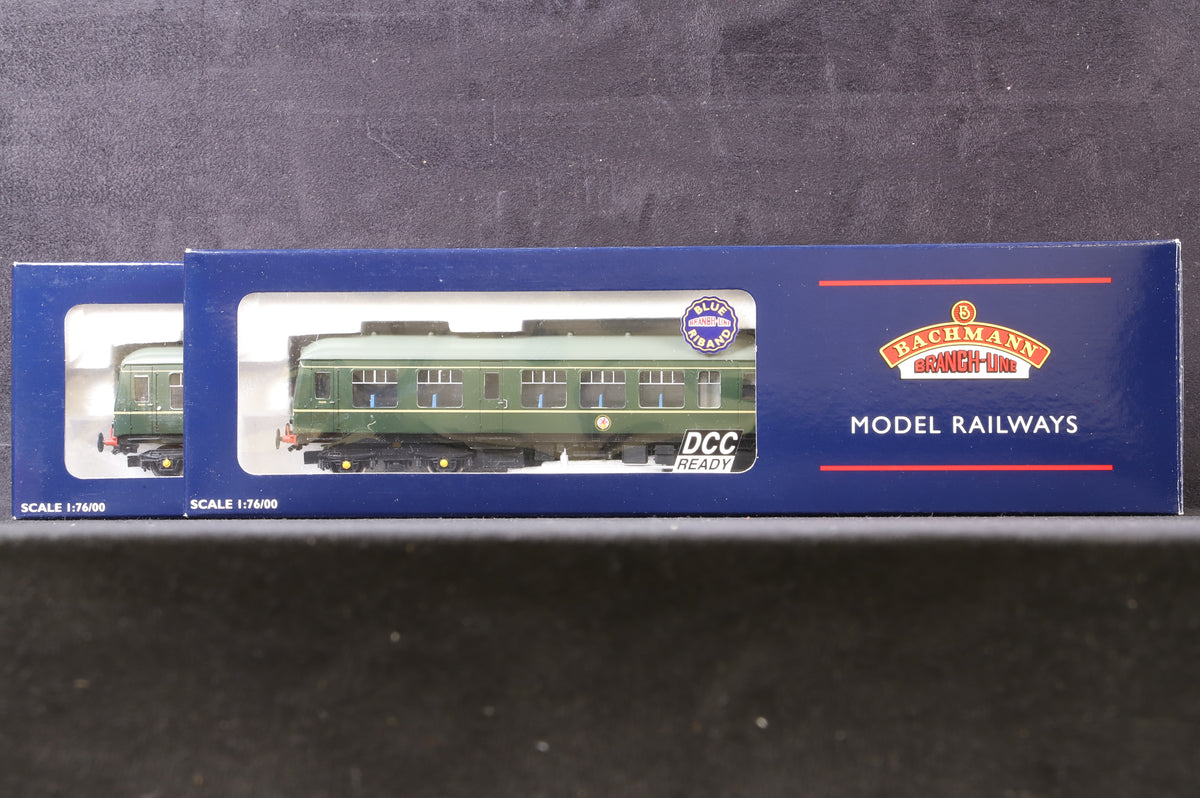 SCALE 1:76/00
SCALE 1:76/00
BLUE
BRANCH-LINE
RIBAND
DCC
READY
B
BACHMANN
BRANCH-LINE
MODEL RAILWAYS